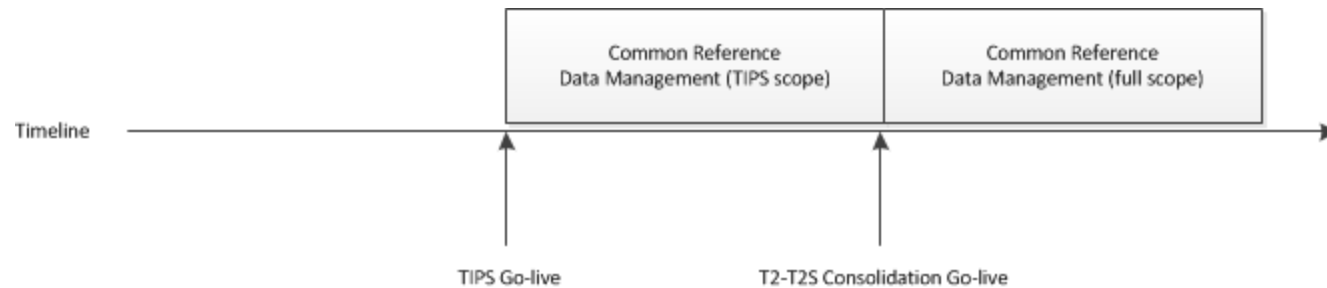 Common Reference
Data Management (TIPS scope)
Common Reference
Data Management (full scope)
Timeline
TIPS Go-live
T2-T2S Consolidation Go-live